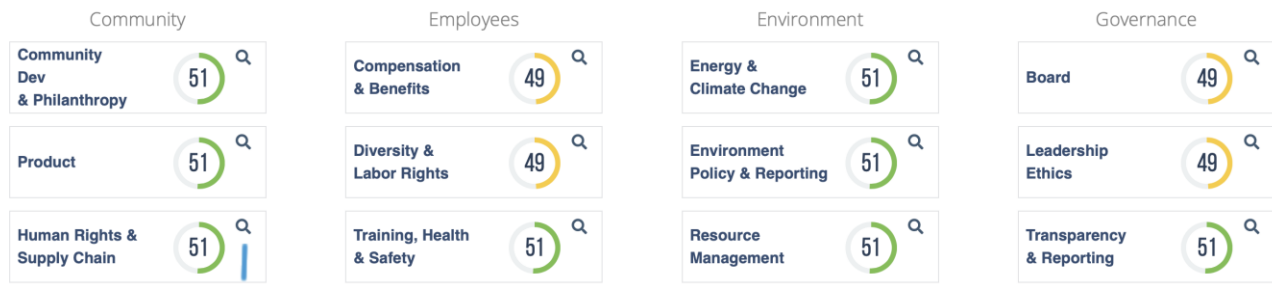 Community
Employees
Environment
Governance
Community
Dev
& Philanthropy
51
Compensation
& Benefits
49
Energy &
Climate Change
51
Board
49
Product
51
Diversity &
Labor Rights
49
Environment
Policy & Reporting
51
Leadership
Ethics
49
Human Rights &
Supply Chain
51
Training, Health
& Safety
51
Resource
Management
51
Transparency
& Reporting
51